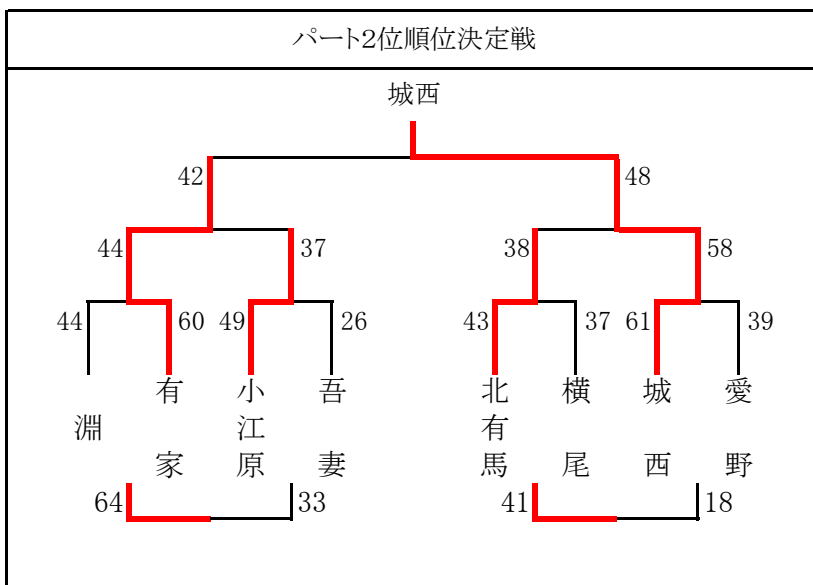 パート2位順位決定戦
城西
42 48
44 37 38 58
44 60 49 26 43 37 61 39
淵 有家 小江原 吾妻 北有馬 横尾 城西 愛野
64 33 41 18